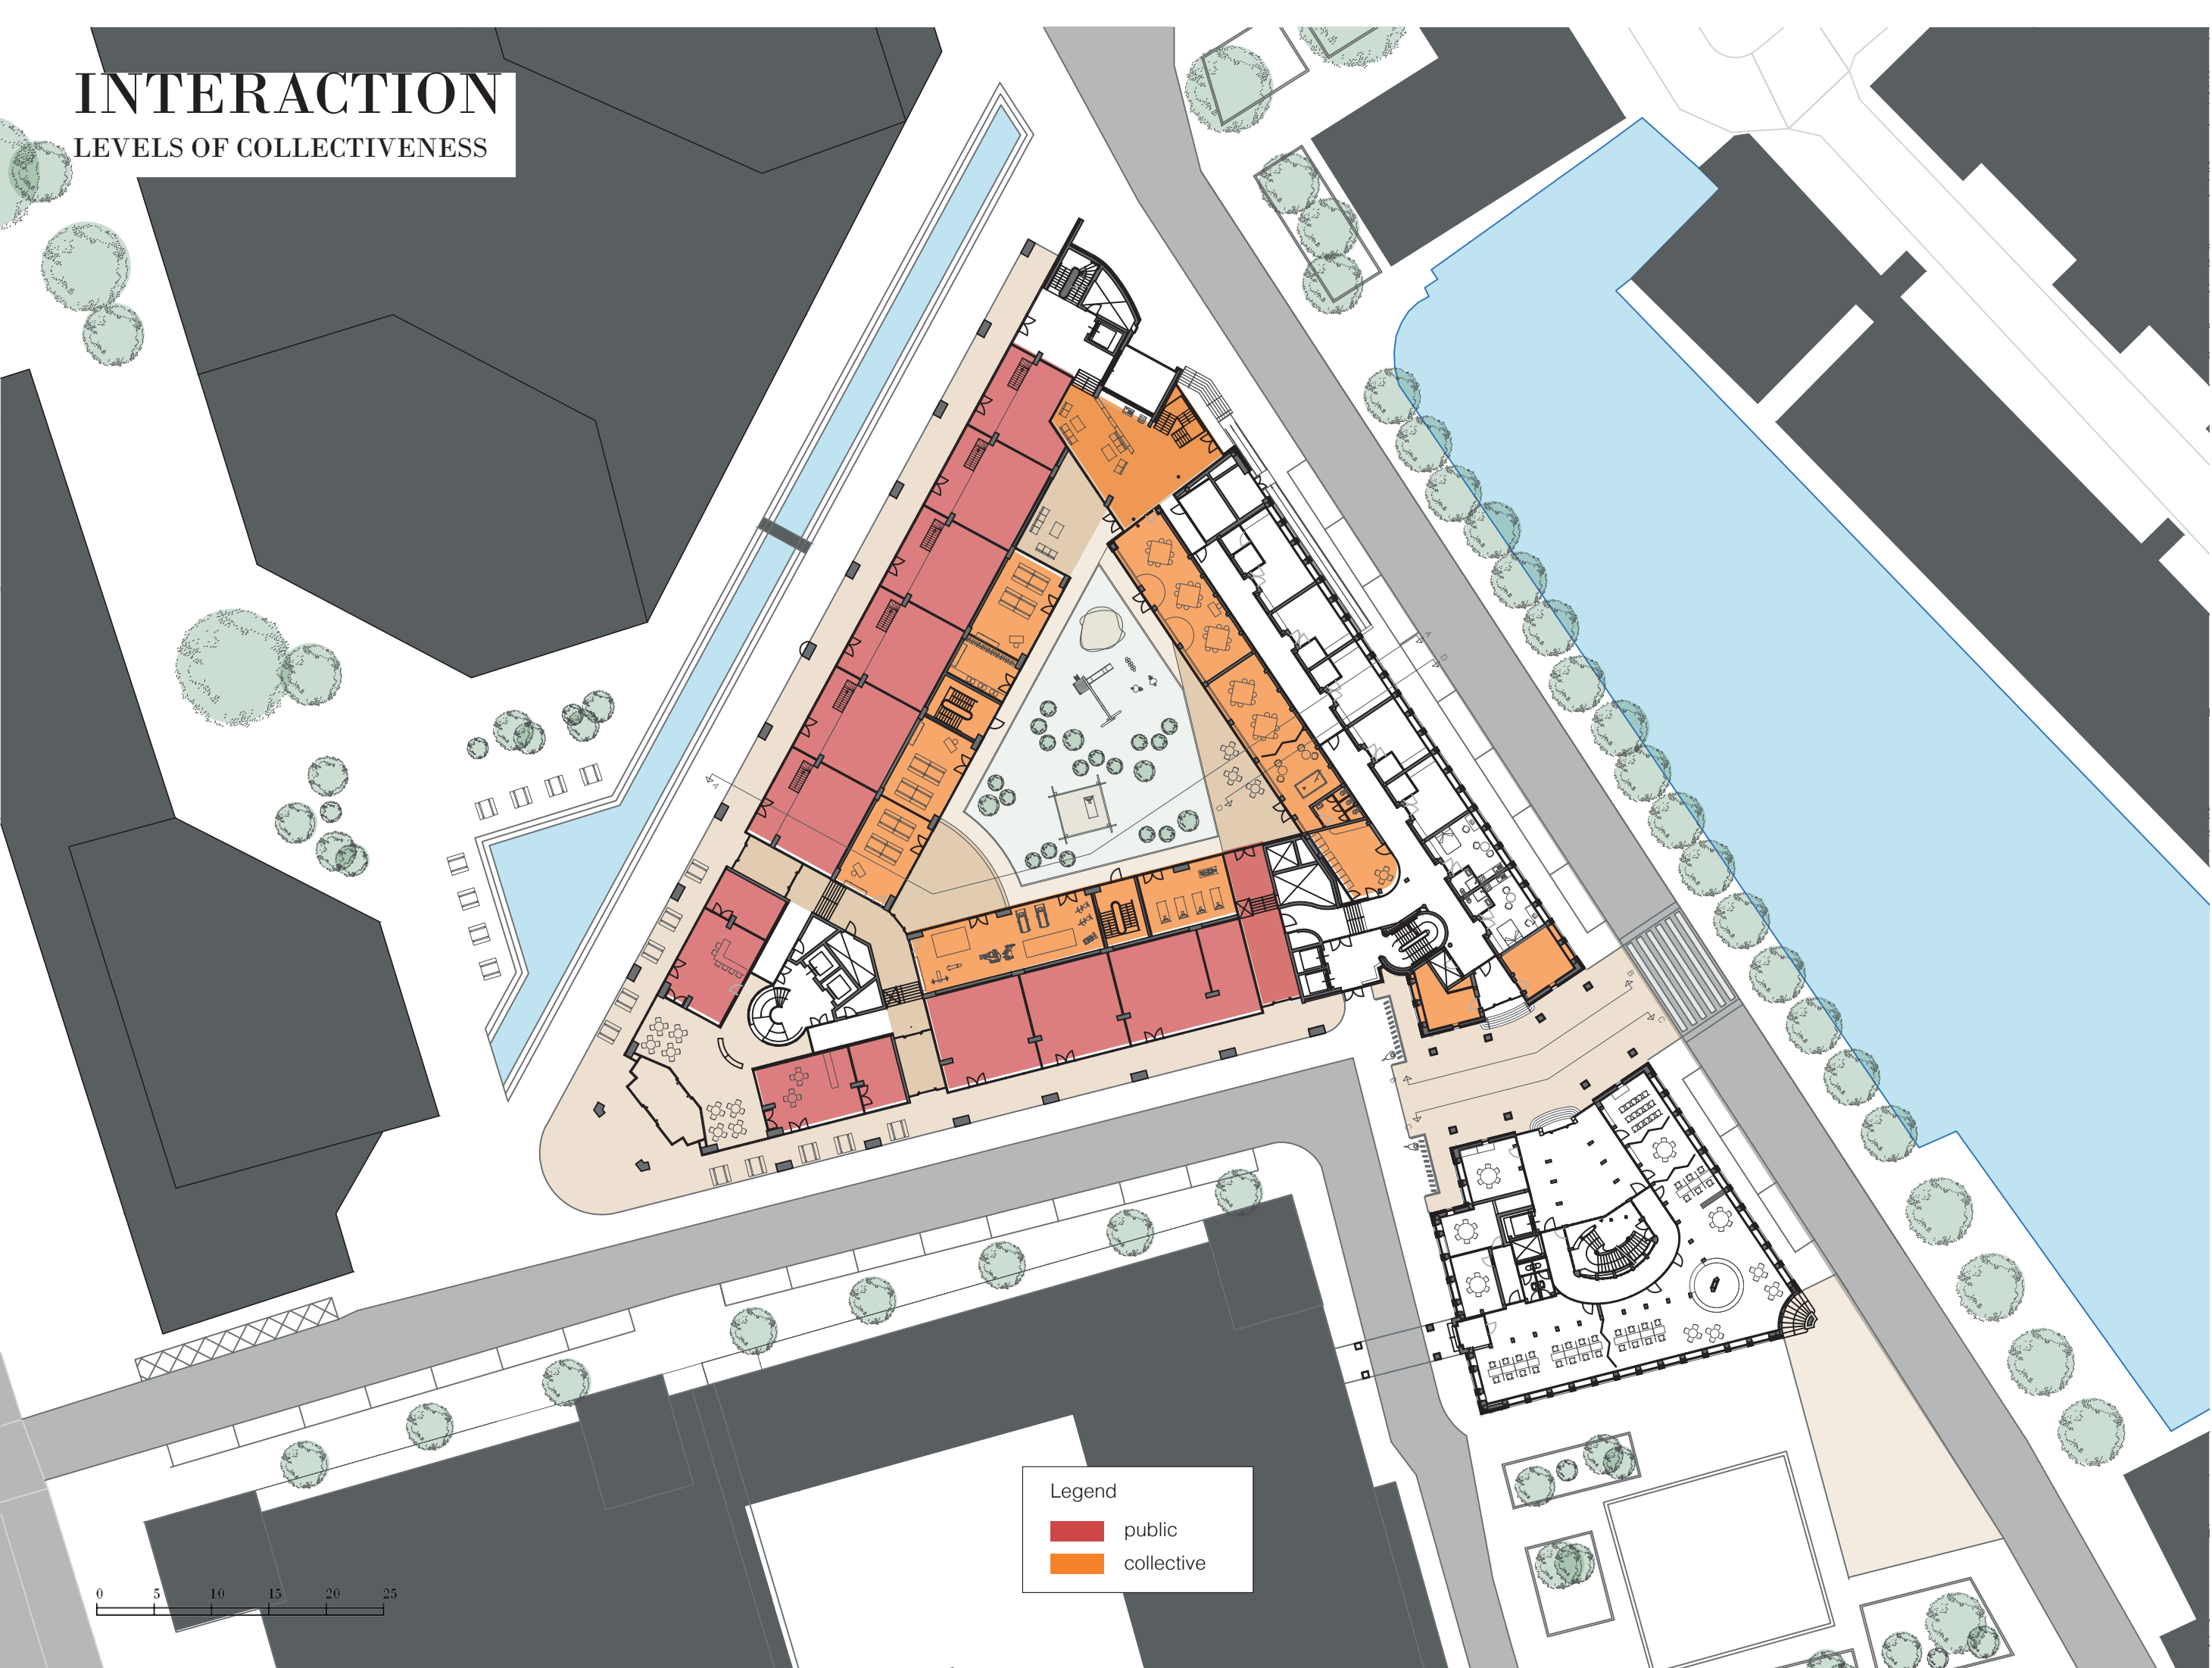 INTERACTION
LEVELS OF COLLECTIVENESS
Legend
public
collective
0 5 10 15 20 25